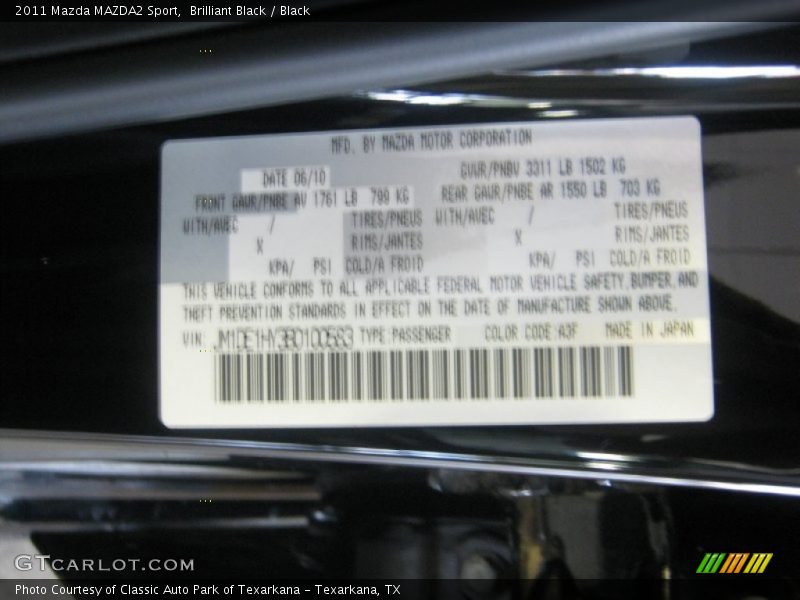 2011 Mazda MAZDA2 Sport, Brilliant Black / Black
MFD. BY MAZDA MOTOR CORPORATION
DATE 06/10 GVWR/PNBV 3311 LB 1502 KG
FRONT GAWR/PNBE AV 1761 LB 799 KG REAR GAWR/PNBE AR 1550 LB 703 KG
WITH/AVEC / TIRES/PNEUS WITH/AVEC / TIRES/PNEUS
X RIMS/JANTES X RIMS/JANTES
KPA/ PSI COLD/A FROID KPA/ PSI COLD/A FROID
THIS VEHICLE CONFORMS TO ALL APPLICABLE FEDERAL MOTOR VEHICLE SAFETY, BUMPER, AND
THEFT PREVENTION STANDARDS IN EFFECT ON THE DATE OF MANUFACTURE SHOWN ABOVE.
VIN: JM1DE1HY3B0100563 TYPE:PASSENGER COLOR CODE:A3F MADE IN JAPAN
GTCARLOT.COM
Photo Courtesy of Classic Auto Park of Texarkana - Texarkana, TX